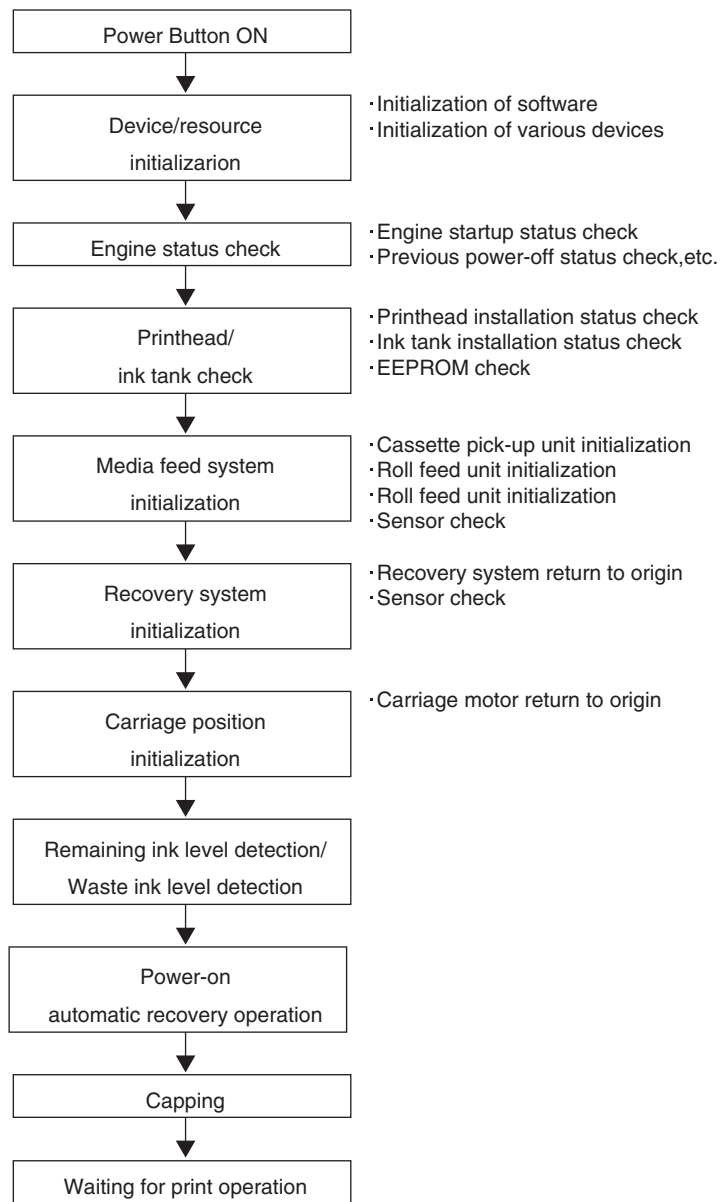 Power Button ON
Device/resource
initializarion
·Initialization of software
·Initialization of various devices
Engine status check
·Engine startup status check
·Previous power-off status check,etc.
Printhead/
ink tank check
·Printhead installation status check
·Ink tank installation status check
·EEPROM check
Media feed system
initialization
·Cassette pick-up unit initialization
·Roll feed unit initialization
·Roll feed unit initialization
·Sensor check
Recovery system
initialization
·Recovery system return to origin
·Sensor check
Carriage position
initialization
·Carriage motor return to origin
Remaining ink level detection/
Waste ink level detection
Power-on
automatic recovery operation
Capping
Waiting for print operation